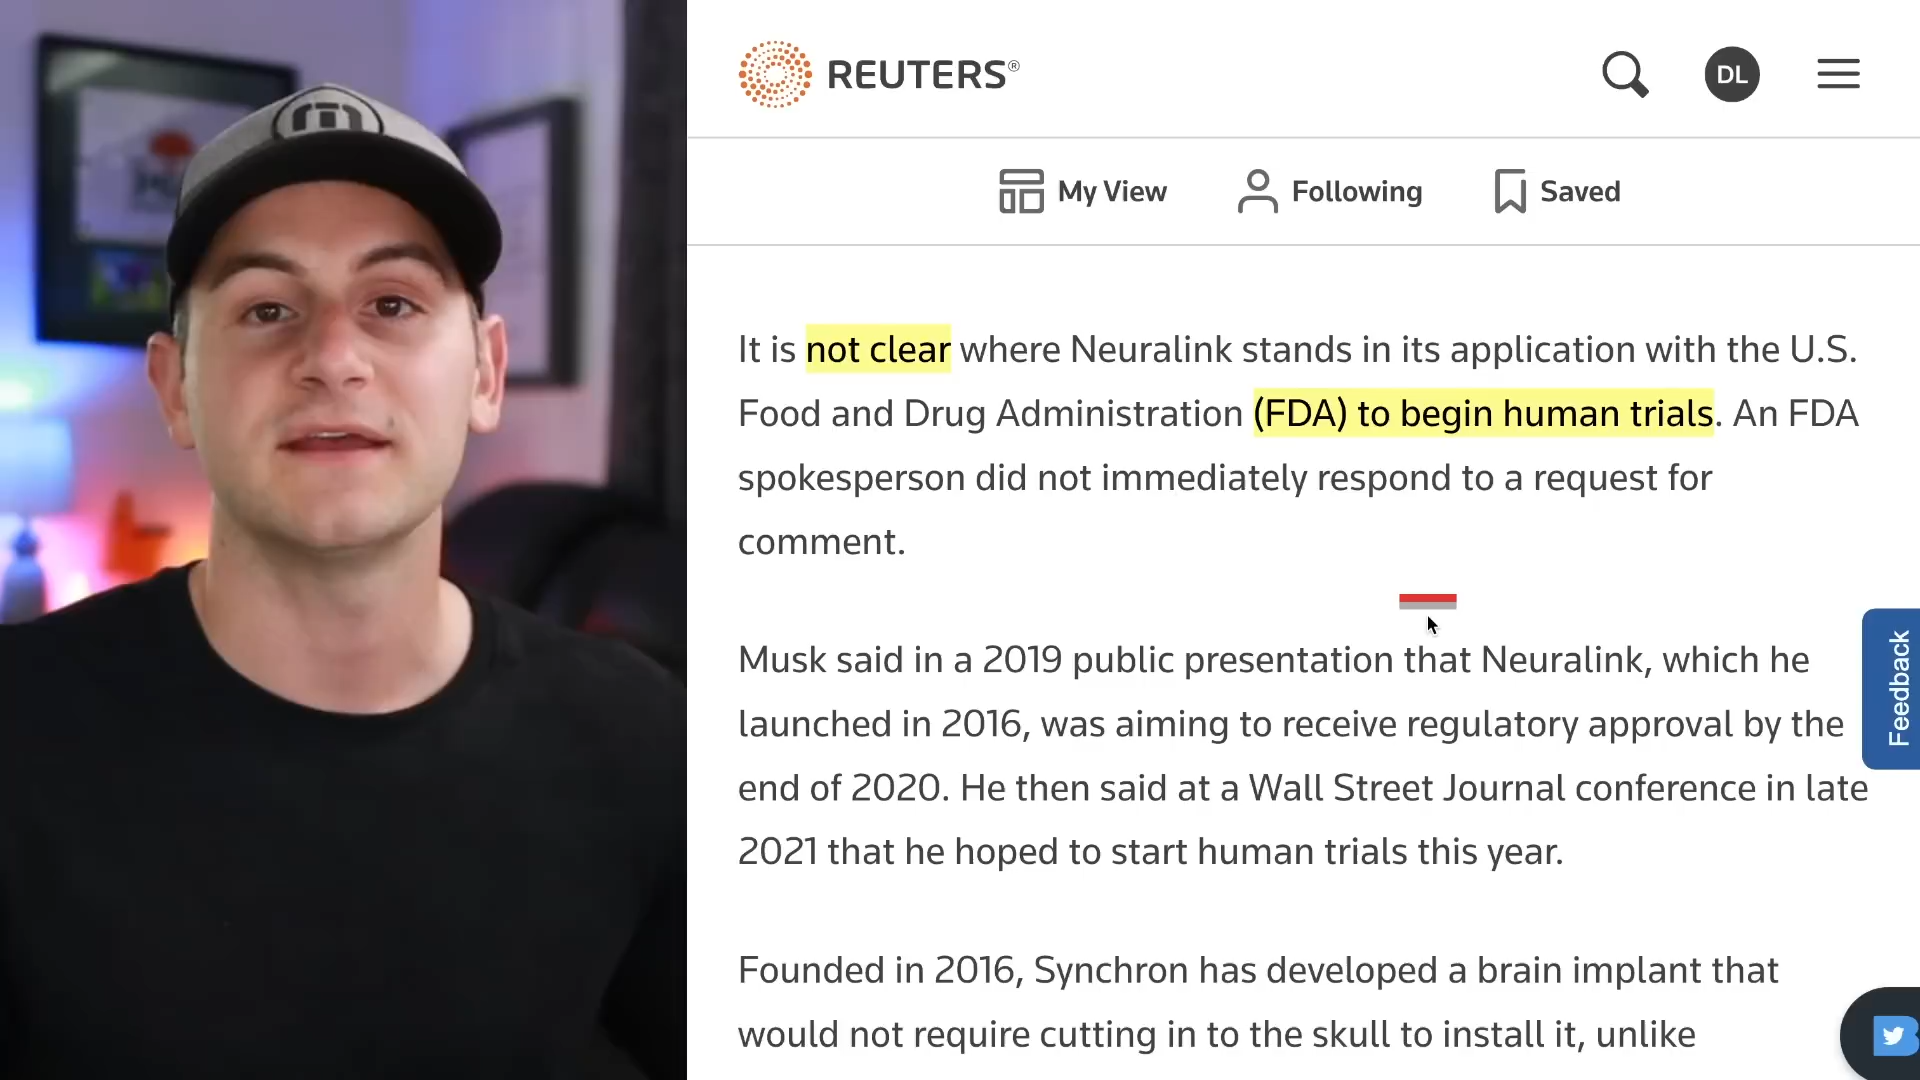 REUTERS®
DL
My View
Following
Saved
It is not clear where Neuralink stands in its application with the U.S.
Food and Drug Administration (FDA) to begin human trials. An FDA
spokesperson did not immediately respond to a request for
comment.
Musk said in a 2019 public presentation that Neuralink, which he
launched in 2016, was aiming to receive regulatory approval by the
end of 2020. He then said at a Wall Street Journal conference in late
2021 that he hoped to start human trials this year.
Founded in 2016, Synchron has developed a brain implant that
would not require cutting in to the skull to install it, unlike
Feedback